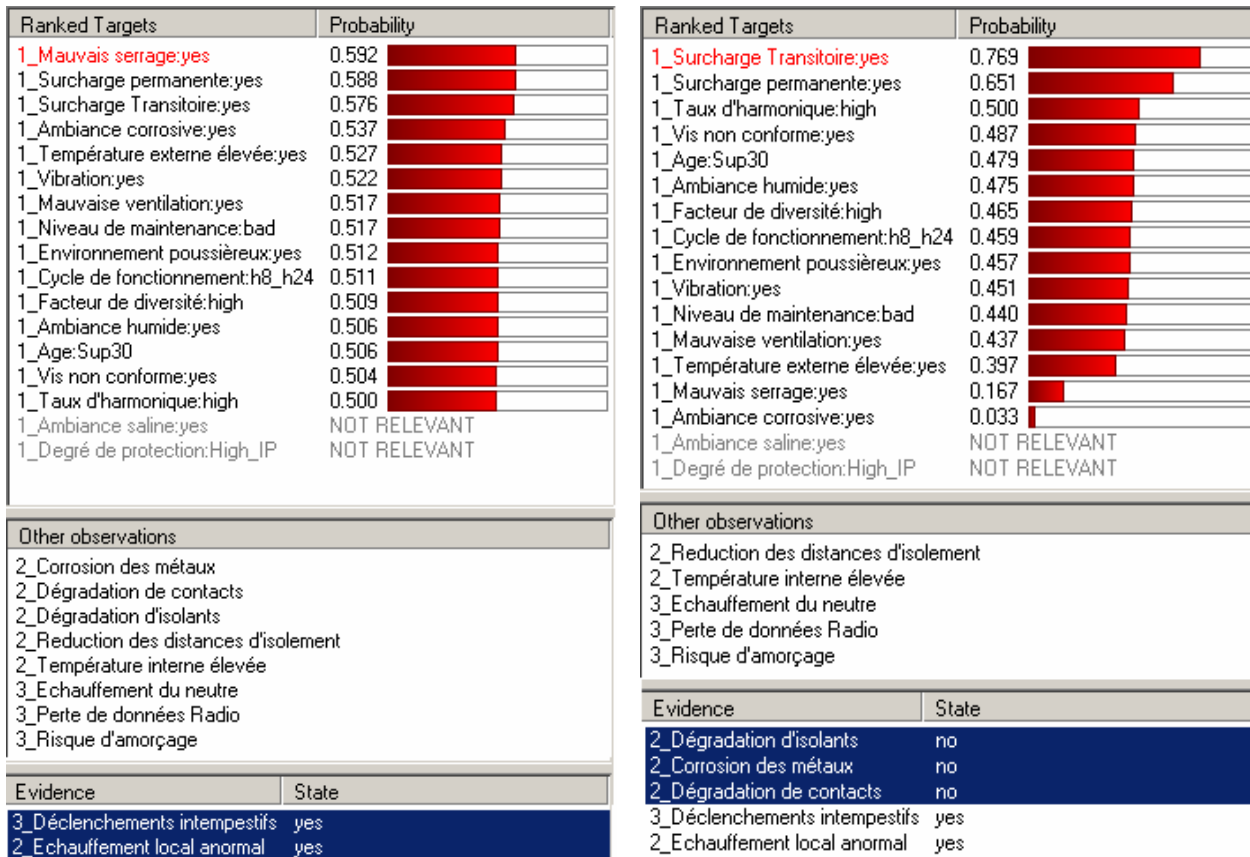 Ranked Targets Probability
1_Mauvais serrage:yes 0.592
1_Surcharge permanente:yes 0.588
1_Surcharge Transitoire:yes 0.576
1_Ambiance corrosive:yes 0.537
1_Température externe élevée:yes 0.527
1_Vibration:yes 0.522
1_Mauvaise ventilation:yes 0.517
1_Niveau de maintenance:bad 0.517
1_Environnement poussièreux:yes 0.512
1_Cycle de fonctionnement:h8_h24 0.511
1_Facteur de diversité:high 0.509
1_Ambiance humide:yes 0.506
1_Age:Sup30 0.506
1_Vis non conforme:yes 0.504
1_Taux d'harmonique:high 0.500
1_Ambiance saline:yes NOT RELEVANT
1_Degré de protection:High_IP NOT RELEVANT
Other observations
2_Corrosion des métaux
2_Dégradation de contacts
2_Dégradation d'isolants
2_Reduction des distances d'isolement
2_Température interne élevée
3_Echauffement du neutre
3_Perte de données Radio
3_Risque d'amorçage
Evidence State
3_Déclenchements intempestifs yes
2_Echauffement local anormal yes
Ranked Targets Probability
1_Surcharge Transitoire:yes 0.769
1_Surcharge permanente:yes 0.651
1_Taux d'harmonique:high 0.500
1_Vis non conforme:yes 0.487
1_Age:Sup30 0.479
1_Ambiance humide:yes 0.475
1_Facteur de diversité:high 0.465
1_Cycle de fonctionnement:h8_h24 0.459
1_Environnement poussièreux:yes 0.457
1_Vibration:yes 0.451
1_Niveau de maintenance:bad 0.440
1_Mauvaise ventilation:yes 0.437
1_Température externe élevée:yes 0.397
1_Mauvais serrage:yes 0.167
1_Ambiance corrosive:yes 0.033
1_Ambiance saline:yes NOT RELEVANT
1_Degré de protection:High_IP NOT RELEVANT
Other observations
2_Reduction des distances d'isolement
2_Température interne élevée
3_Echauffement du neutre
3_Perte de données Radio
3_Risque d'amorçage
Evidence State
2_Dégradation d'isolants no
2_Corrosion des métaux no
2_Dégradation de contacts no
3_Déclenchements intempestifs yes
2_Echauffement local anormal yes